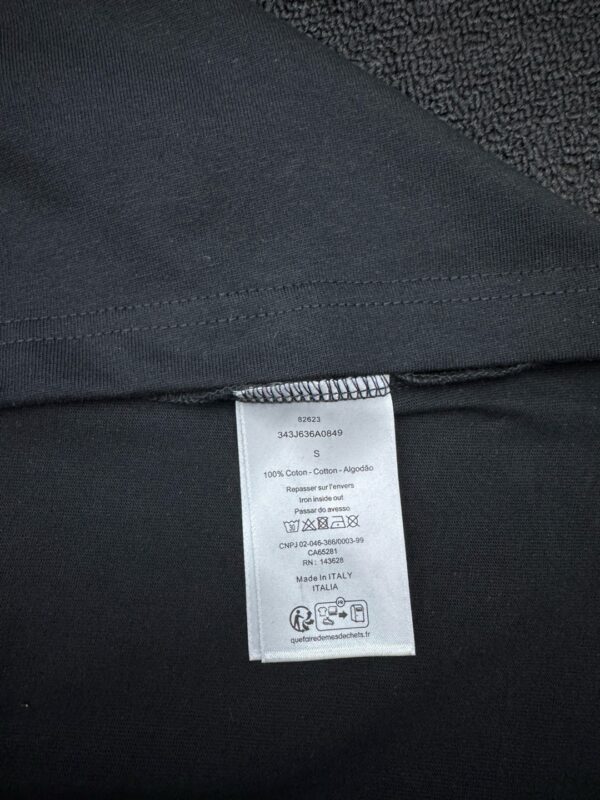 82623
343J636A0849
S
100% Coton - Cotton - Algodão
Repasser sur l'envers
Iron inside out
Passar do avesso
CNPJ 02-046-366/0003-99
CA65281
RN : 143628
Made in ITALY
ITALIA
FR
quefairedemesdechets.fr